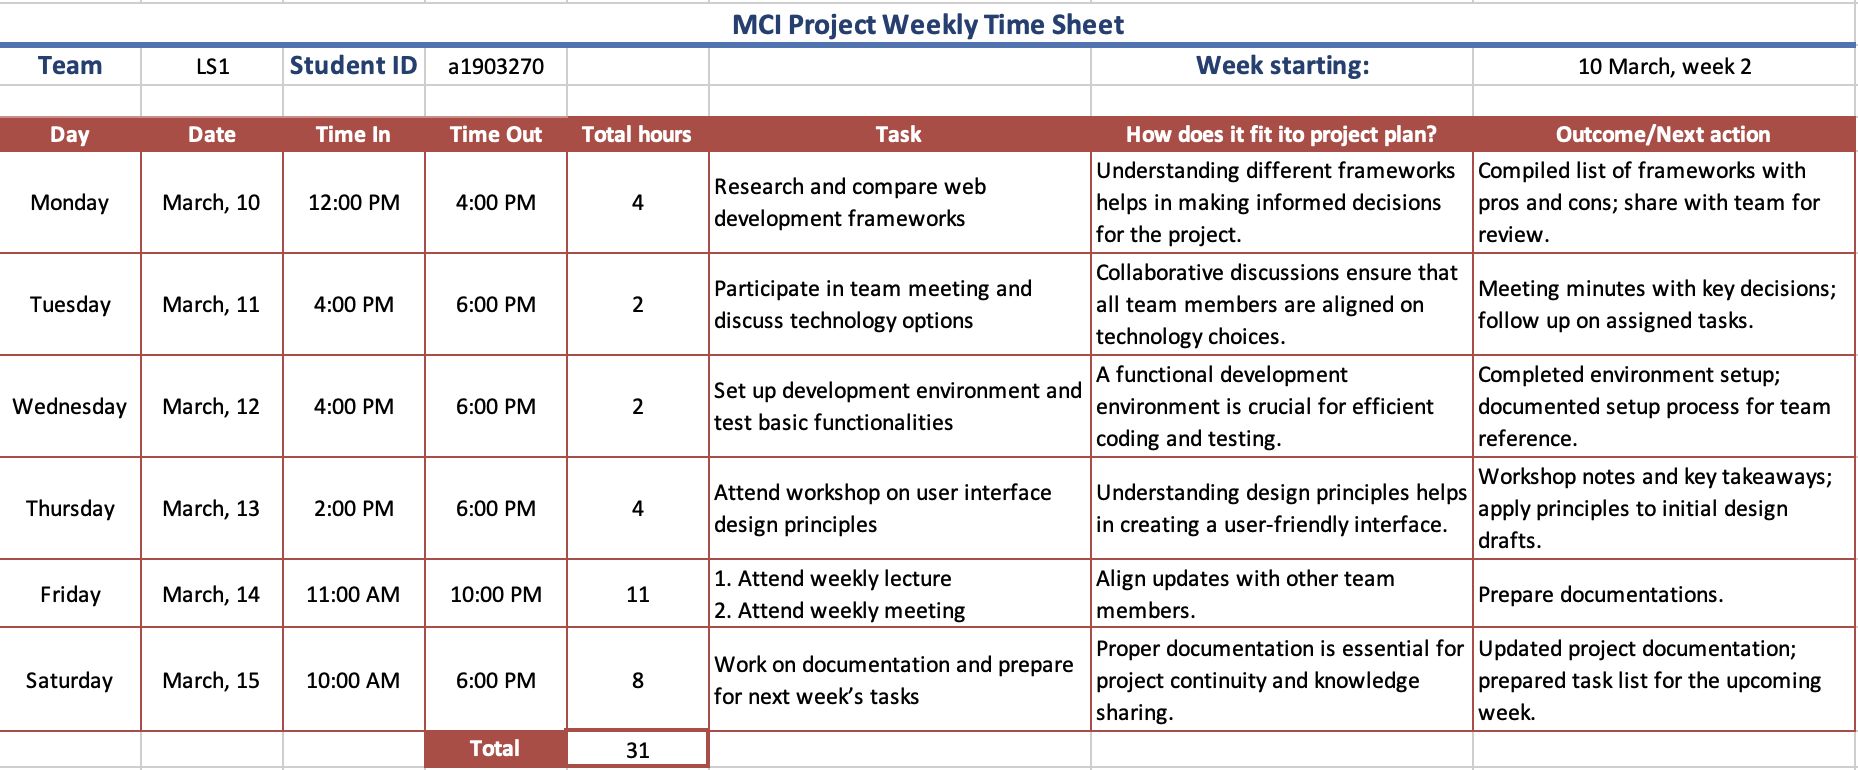 MCI Project Weekly Time Sheet
Team LS1 Student ID a1903270 Week starting: 10 March, week 2
Day Date Time In Time Out Total hours Task How does it fit ito project plan? Outcome/Next action
Monday March, 10 12:00 PM 4:00 PM 4
Research and compare web
development frameworks
Understanding different frameworks
helps in making informed decisions
for the project.
Compiled list of frameworks with
pros and cons; share with team for
review.
Tuesday March, 11 4:00 PM 6:00 PM 2
Participate in team meeting and
discuss technology options
Collaborative discussions ensure that
all team members are aligned on
technology choices.
Meeting minutes with key decisions;
follow up on assigned tasks.
Wednesday March, 12 4:00 PM 6:00 PM 2
Set up development environment and
test basic functionalities
A functional development
environment is crucial for efficient
coding and testing.
Completed environment setup;
documented setup process for team
reference.
Thursday March, 13 2:00 PM 6:00 PM 4
Attend workshop on user interface
design principles
Understanding design principles helps
in creating a user-friendly interface.
Workshop notes and key takeaways;
apply principles to initial design
drafts.
Friday March, 14 11:00 AM 10:00 PM 11
1. Attend weekly lecture
2. Attend weekly meeting
Align updates with other team
members.
Prepare documentations.
Saturday March, 15 10:00 AM 6:00 PM 8
Work on documentation and prepare
for next week’s tasks
Proper documentation is essential for
project continuity and knowledge
sharing.
Updated project documentation;
prepared task list for the upcoming
week.
Total 31